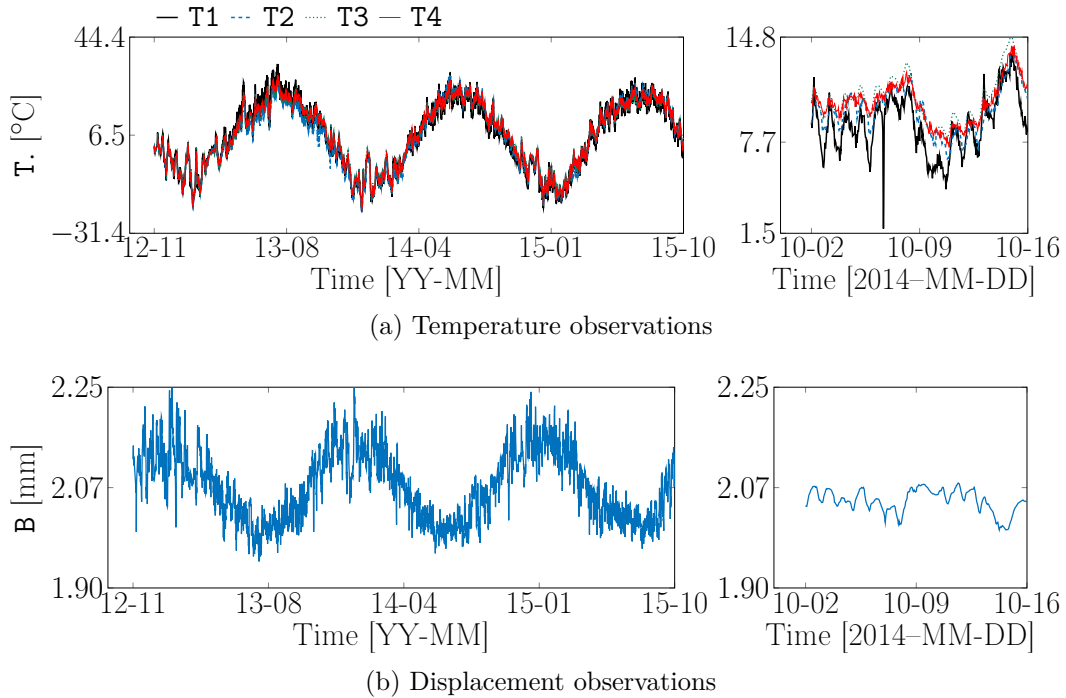 T1 T2 T3 T4
44.4
6.5
−31.4
T. [°C]
12-11 13-08 14-04 15-01 15-10
Time [YY-MM]
14.8
7.7
1.5
10-02 10-09 10-16
Time [2014–MM-DD]
(a) Temperature observations
2.25
2.07
1.90
B [mm]
12-11 13-08 14-04 15-01 15-10
Time [YY-MM]
2.25
2.07
1.90
10-02 10-09 10-16
Time [2014–MM-DD]
(b) Displacement observations